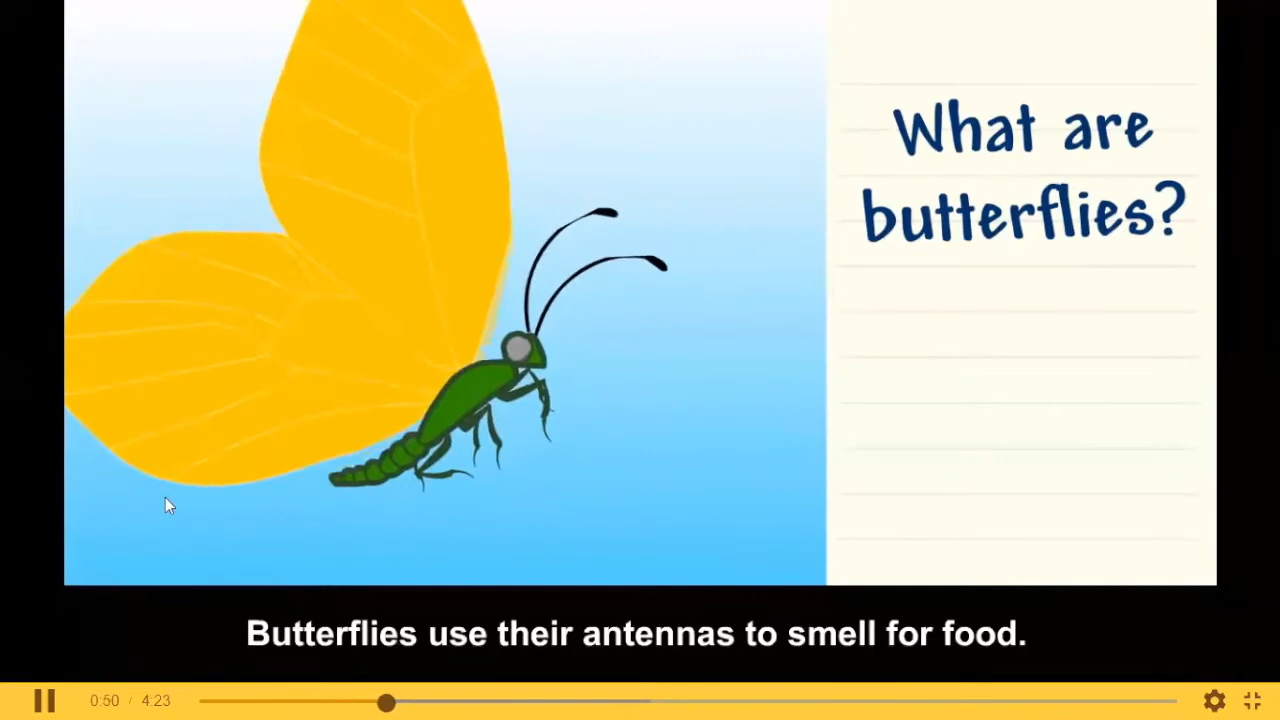 What are
butterflies?
Butterflies use their antennas to smell for food.
0:50 / 4:23